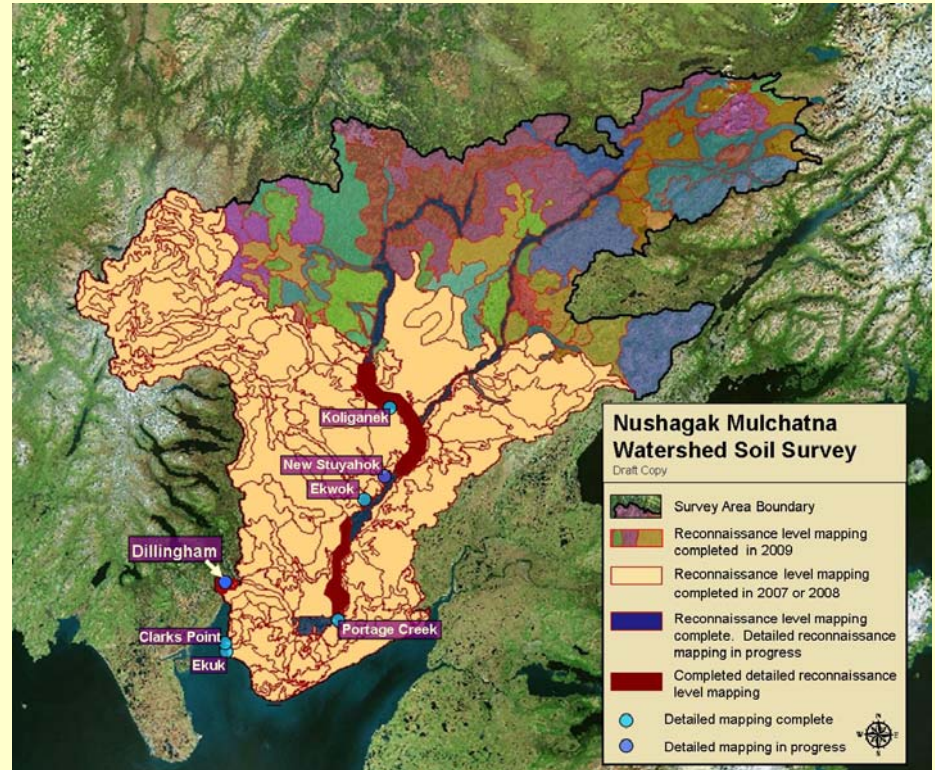 Koliganek
New Stuyahok
Ekwok
Dillingham
Clarks Point
Ekuk
Portage Creek
Nushagak Mulchatna
Watershed Soil Survey
Draft Copy
Survey Area Boundary
Reconnaissance level mapping
completed in 2009
Reconnaissance level mapping
completed in 2007 or 2008
Reconnaissance level mapping
complete. Detailed reconnaissance
mapping in progress
Completed detailed reconnaissance
level mapping
Detailed mapping complete
Detailed mapping in progress
N
W
E
S